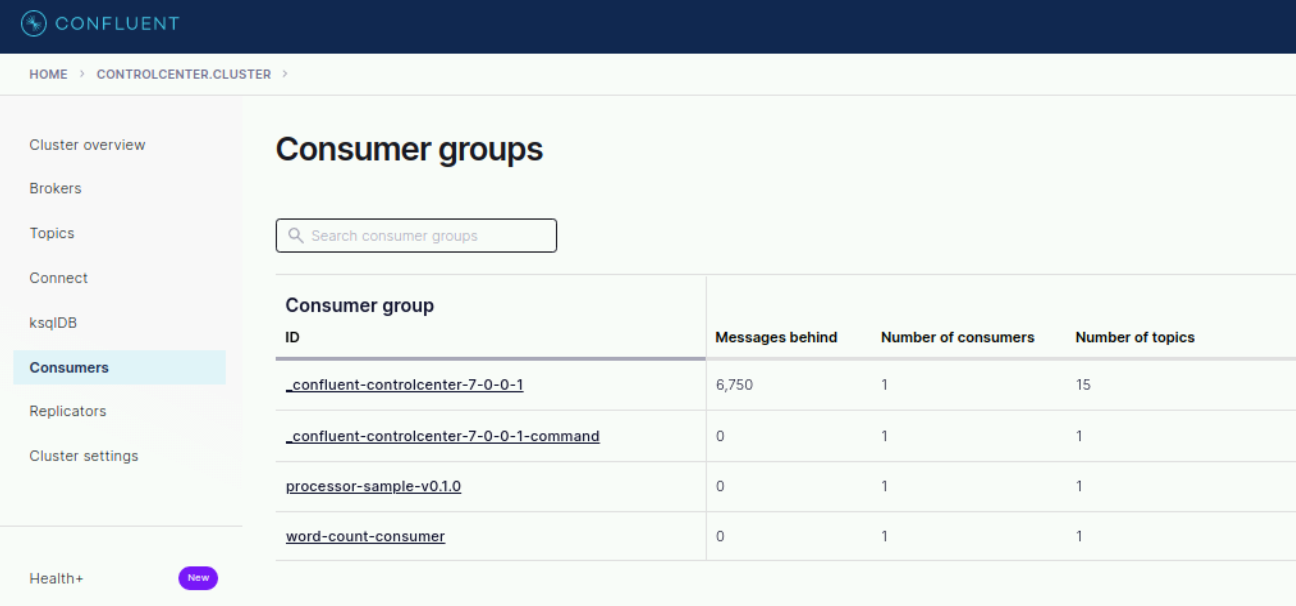 CONFLUENT
HOME > CONTROLCENTER.CLUSTER >
Cluster overview
Brokers
Topics
Connect
ksqlDB
Consumers
Replicators
Cluster settings
Health+ New
Consumer groups
Search consumer groups
Consumer group
ID Messages behind Number of consumers Number of topics
_confluent-controlcenter-7-0-0-1 6,750 1 15
_confluent-controlcenter-7-0-0-1-command 0 1 1
processor-sample-v0.1.0 0 1 1
word-count-consumer 0 1 1